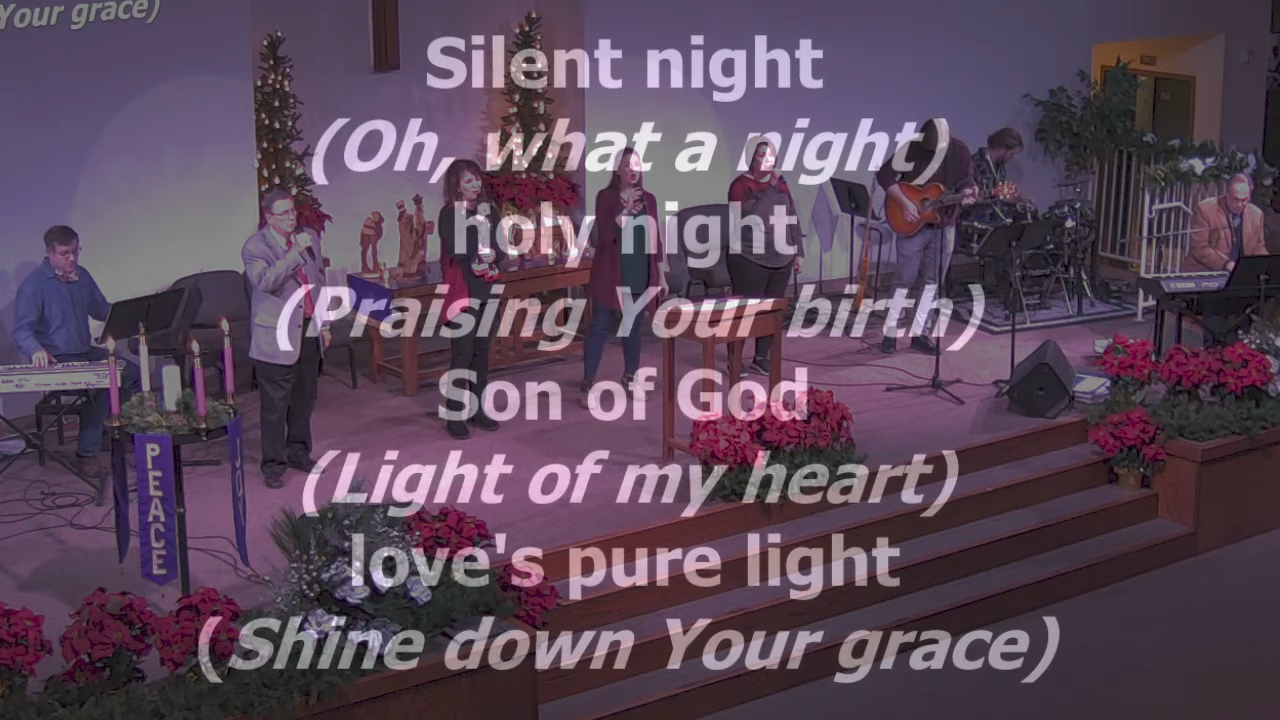 Your grace)
Silent night
(Oh, what a night)
holy night
(Praising Your birth)
Son of God
(Light of my heart)
love's pure light
(Shine down Your grace)
PEACE
JOY